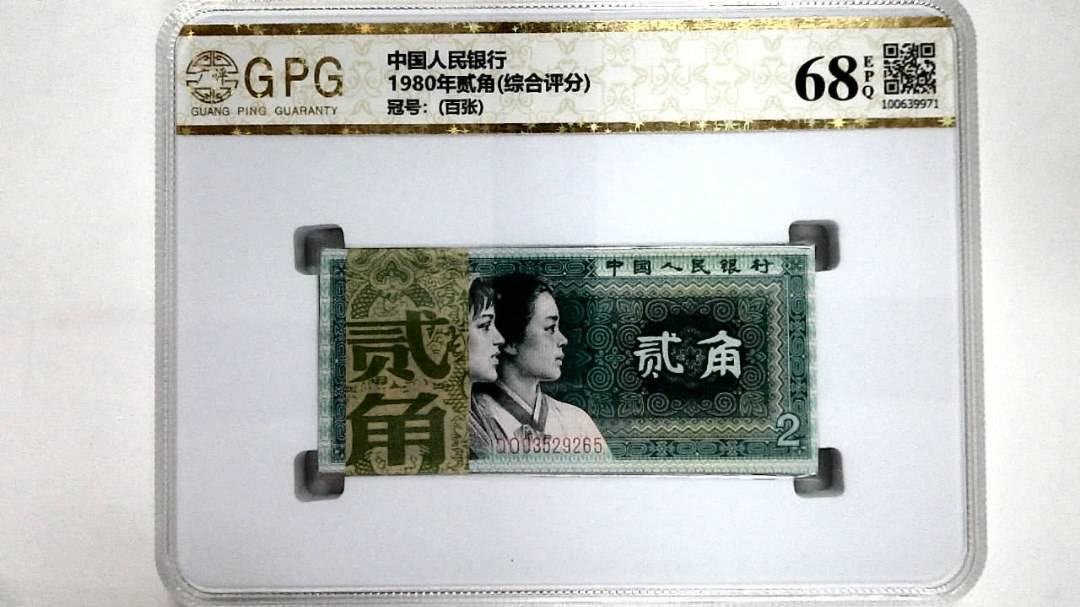 GPG
GUANG PING GUARANTY
中国人民银行
1980年贰角(综合评分)
冠号：(百张)
68
EPQ
100639971
中国人民银行
贰角
贰角
2
QQ03529265